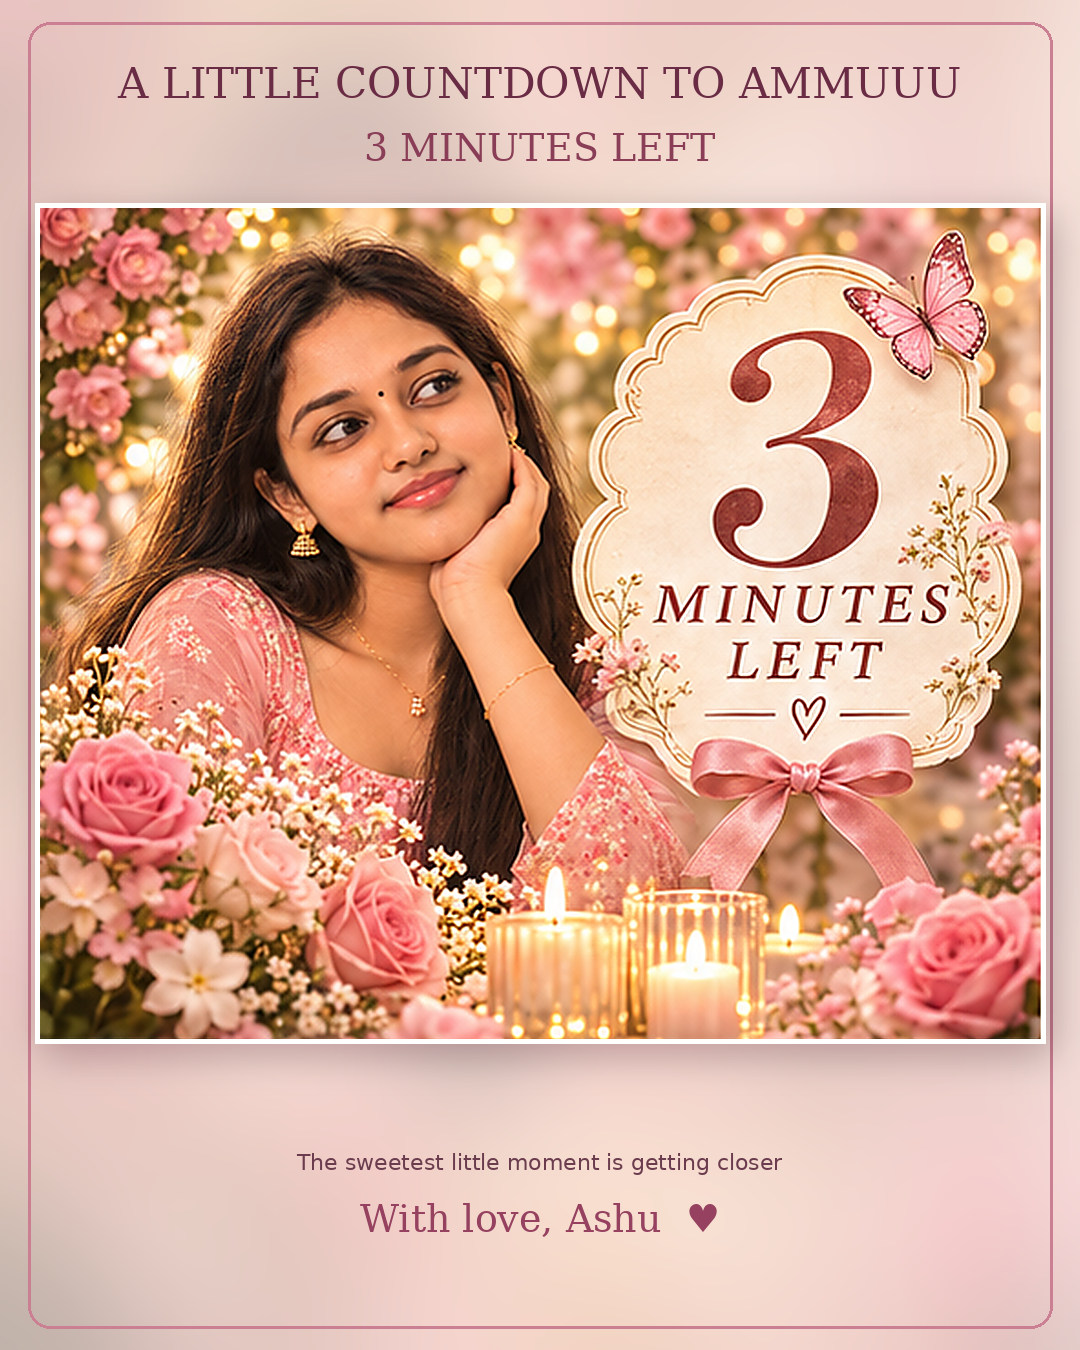 A LITTLE COUNTDOWN TO AMMUUU
3 MINUTES LEFT
3
MINUTES
LEFT
The sweetest little moment is getting closer
With love, Ashu ♥